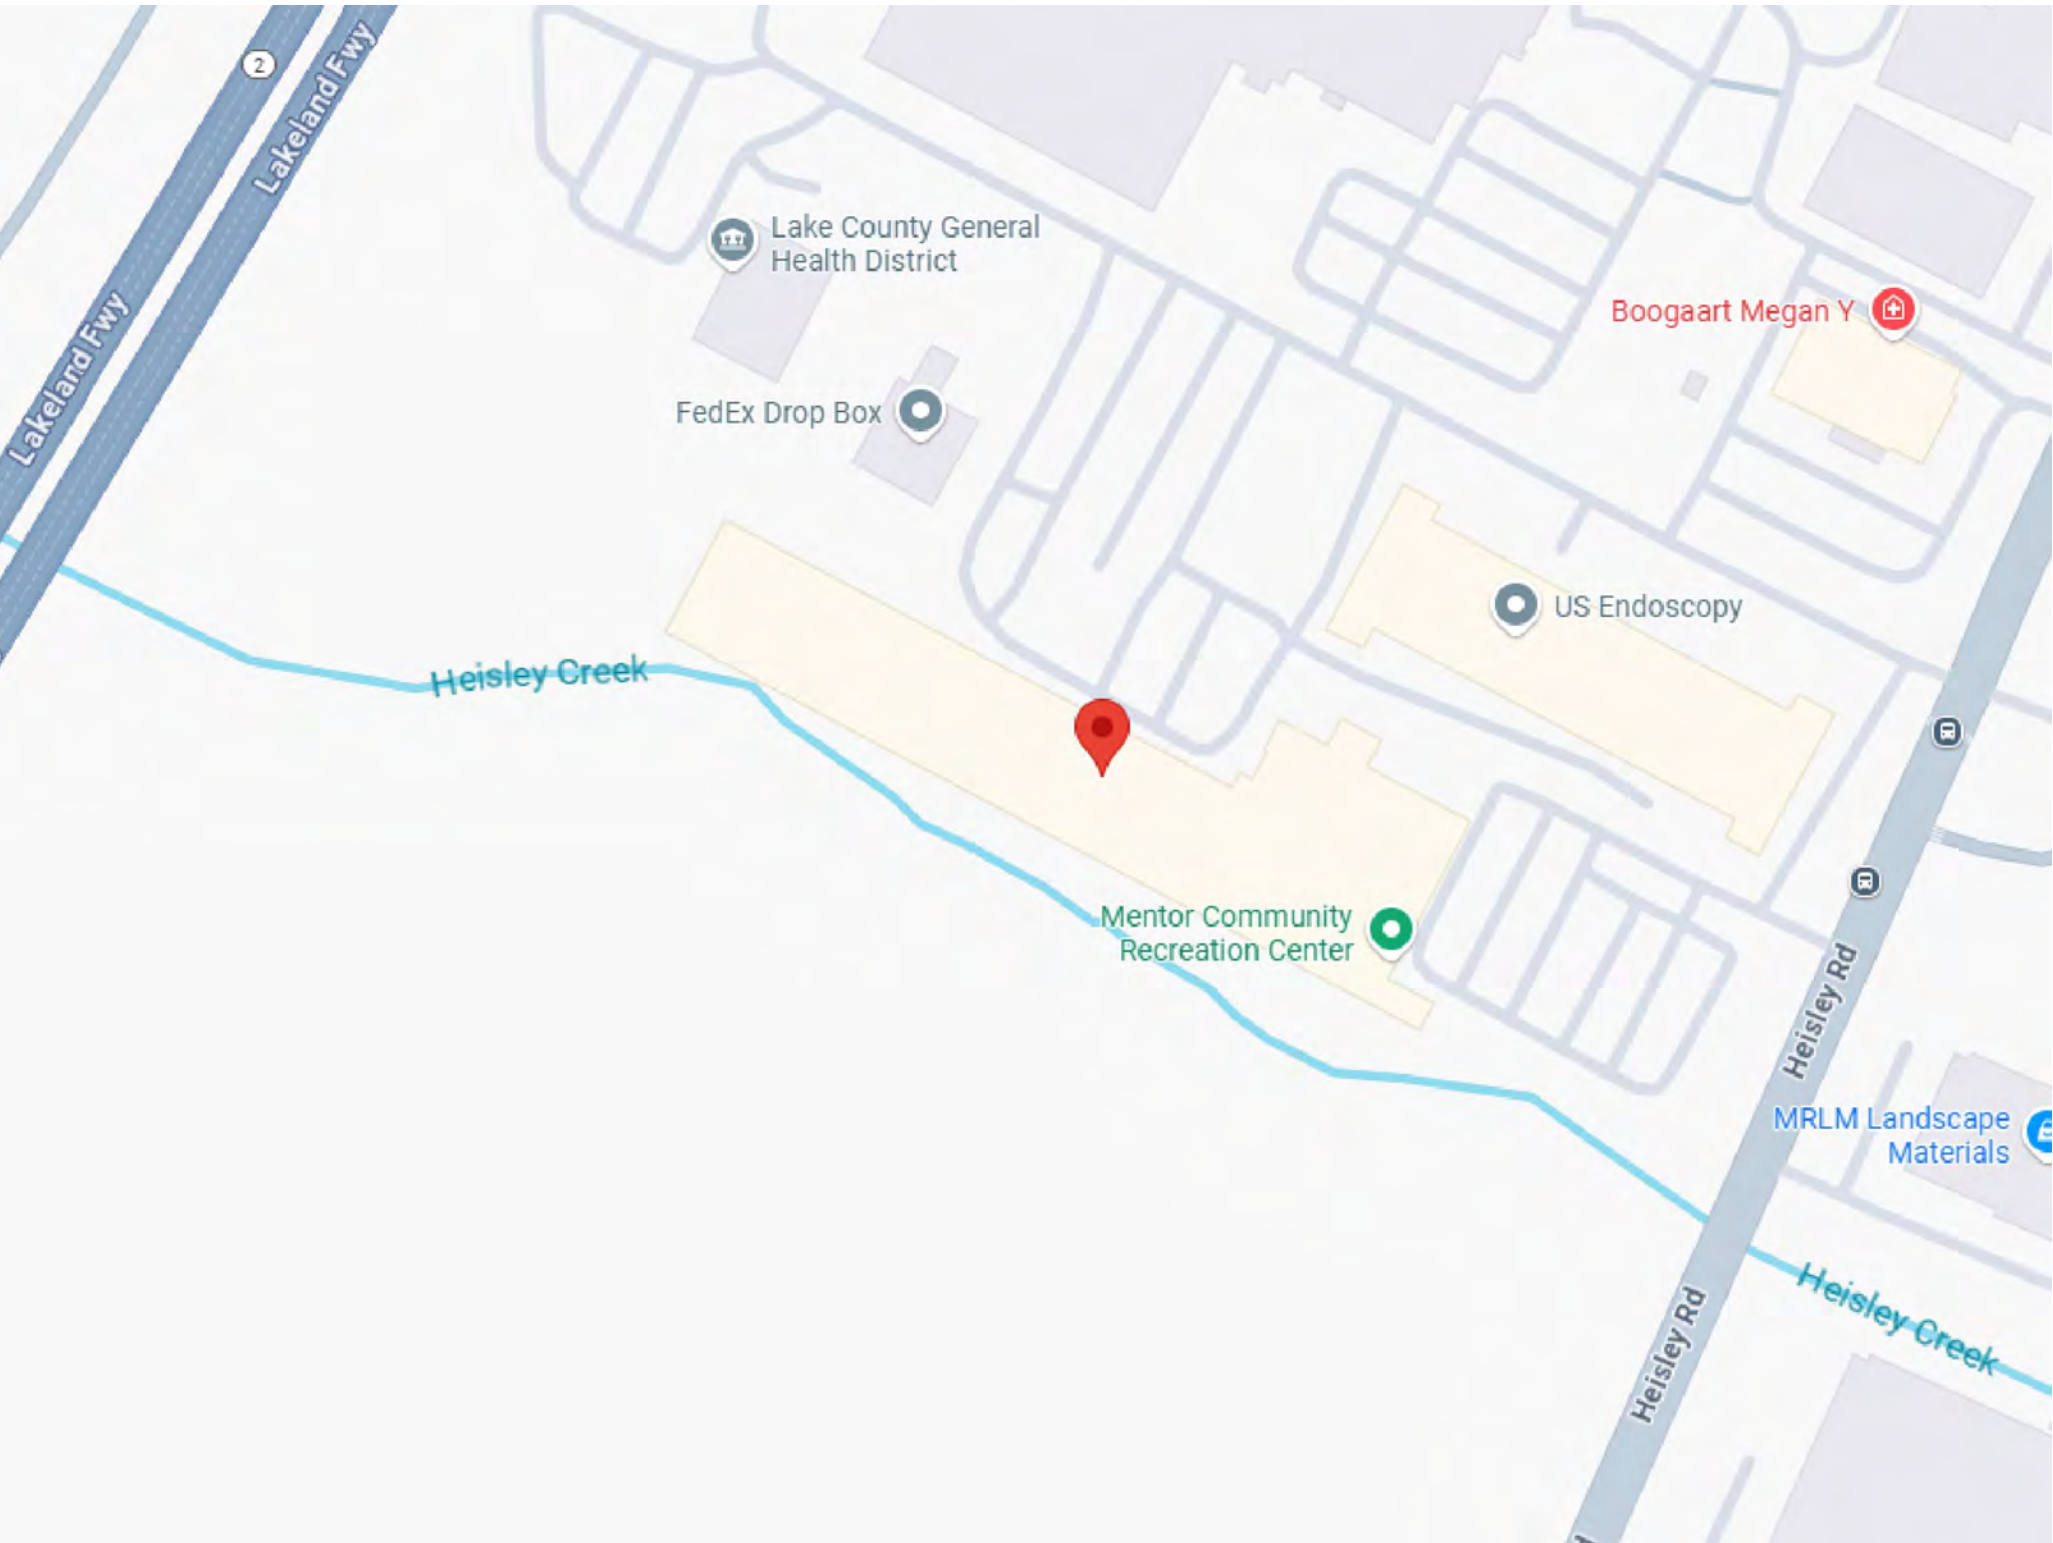 2
Lakeland Fwy
Lakeland Fwy
Lake County General
Health District
Boogaart Megan Y
FedEx Drop Box
US Endoscopy
Heisley Creek
Mentor Community
Recreation Center
Heisley Rd
MRLM Landscape
Materials
Heisley Creek
Heisley Rd